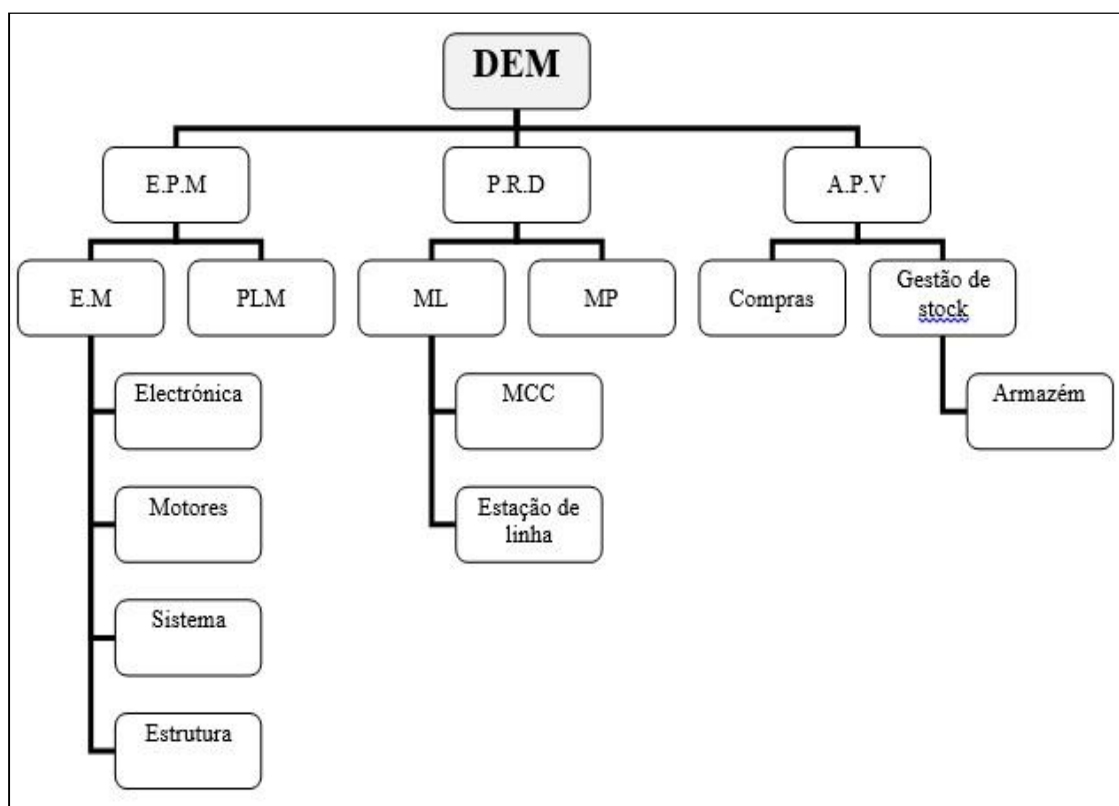 DEM
E.P.M
P.R.D
A.P.V
E.M
PLM
ML
MP
Compras
Gestão de
stock
Electrónica
MCC
Armazém
Motores
Estação de
linha
Sistema
Estrutura